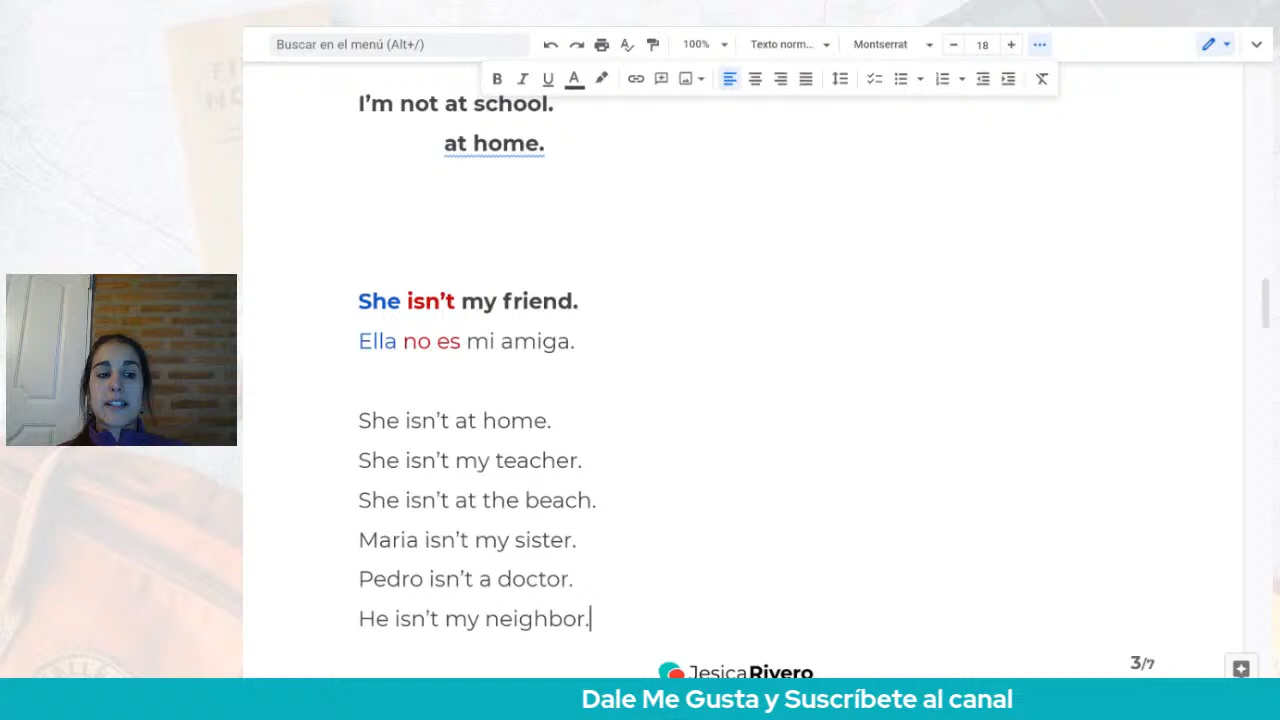 Buscar en el menú (Alt+/)
100%
Texto norm...
Montserrat
18
I'm not at school.
at home.
She isn't my friend.
Ella no es mi amiga.
She isn't at home.
She isn't my teacher.
She isn't at the beach.
Maria isn't my sister.
Pedro isn't a doctor.
He isn't my neighbor.
JesicaRivero
3/7
Dale Me Gusta y Suscríbete al canal